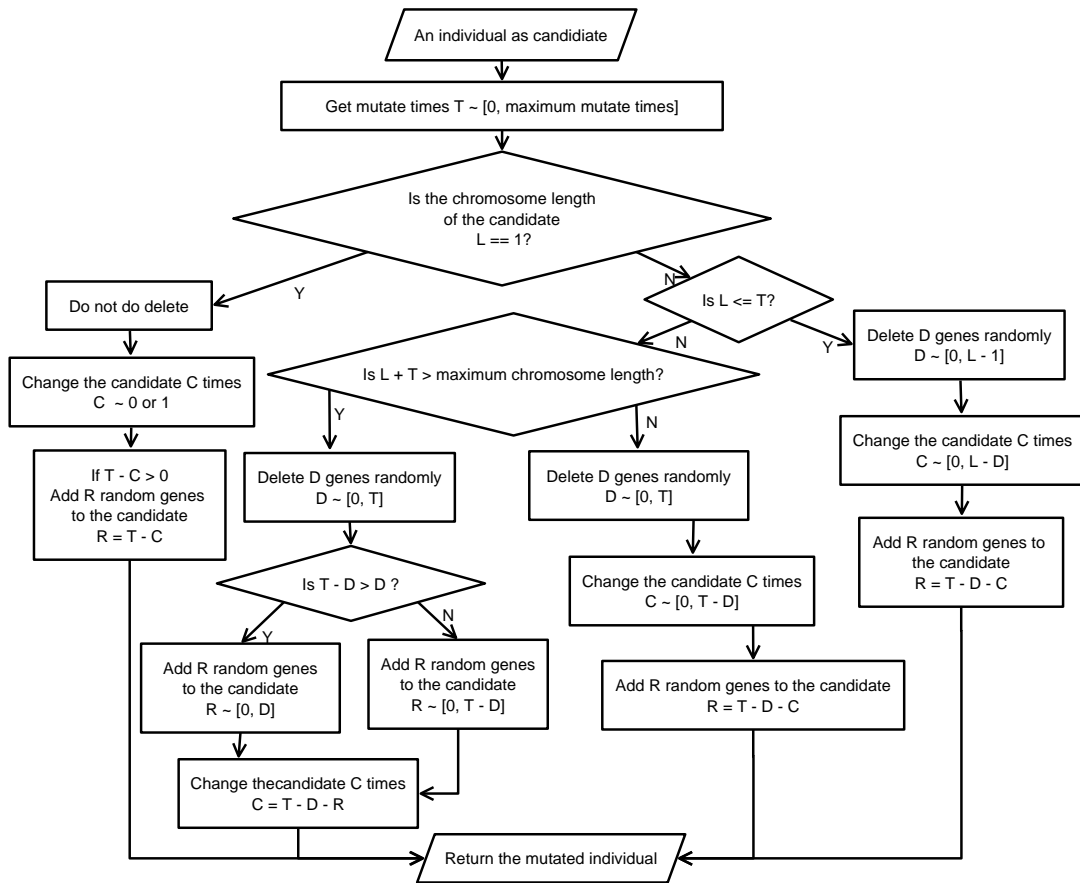 An individual as candidiate
Get mutate times T ~ [0, maximum mutate times]
Is the chromosome length
of the candidate
L == 1?
Y
N
Do not do delete
Is L <= T?
N
Y
Delete D genes randomly
D ~ [0, L - 1]
Change the candidate C times
C ~ 0 or 1
Is L + T > maximum chromosome length?
Y
N
Change the candidate C times
C ~ [0, L - D]
If T - C > 0
Add R random genes
to the candidate
R = T - C
Delete D genes randomly
D ~ [0, T]
Delete D genes randomly
D ~ [0, T]
Add R random genes to
the candidate
R = T - D - C
Is T - D > D ?
Y
N
Change the candidate C times
C ~ [0, T - D]
Add R random genes
to the candidate
R ~ [0, D]
Add R random genes
to the candidate
R ~ [0, T - D]
Add R random genes to the candidate
R = T - D - C
Change thecandidate C times
C = T - D - R
Return the mutated individual